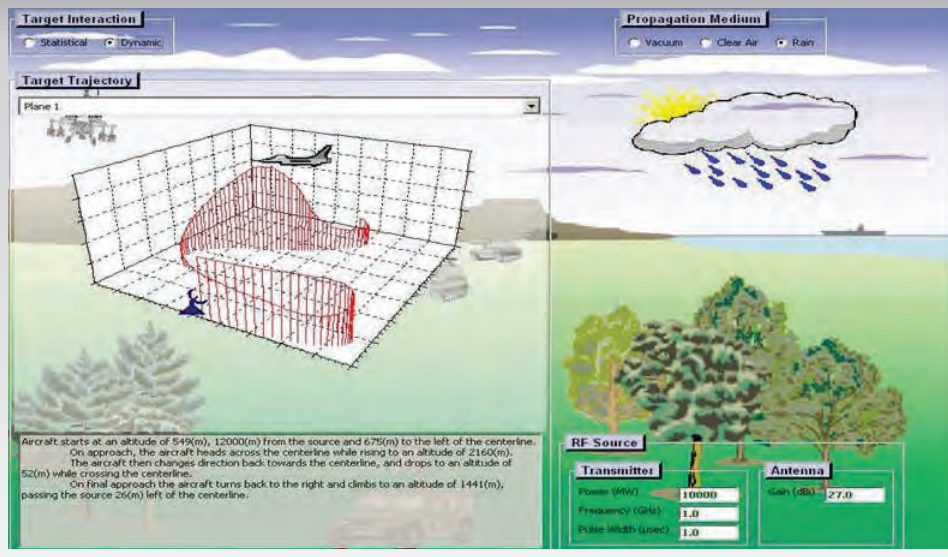 Target Interaction
Statistical Dynamic
Target Trajectory
Plane 1
Aircraft starts at an altitude of 549(m), 12000(m) from the source and 675(m) to the left of the centerline.
On approach, the aircraft heads across the centerline while rising to an altitude of 2160(m).
The aircraft then changes direction back towards the centerline, and drops to an altitude of
52(m) while crossing the centerline.
On final approach the aircraft turns back to the right and climbs to an altitude of 1441(m),
passing the source 26(m) left of the centerline.
Propagation Medium
Vacuum Clear Air Rain
RF Source
Transmitter
Power (MW) 10000
Frequency (GHz) 1.0
Pulse Width (µsec) 1.0
Antenna
Gain (dBi) 27.0